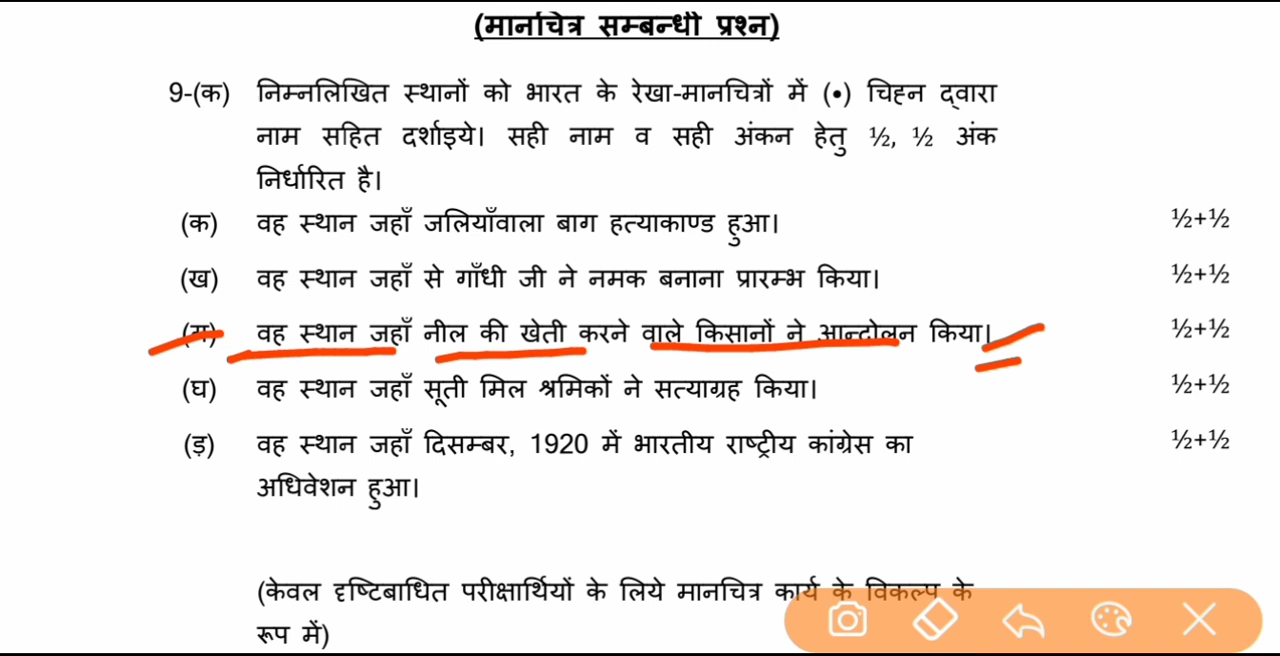 (मानचित्र सम्बन्धी प्रश्न)
9-(क) निम्नलिखित स्थानों को भारत के रेखा-मानचित्रों में (•) चिह्न द्वारा
नाम सहित दर्शाइये। सही नाम व सही अंकन हेतु ½, ½ अंक
निर्धारित है।
(क) वह स्थान जहाँ जलियाँवाला बाग हत्याकाण्ड हुआ। ½+½
(ख) वह स्थान जहाँ से गाँधी जी ने नमक बनाना प्रारम्भ किया। ½+½
(ग) वह स्थान जहाँ नील की खेती करने वाले किसानों ने आन्दोलन किया। ½+½
(घ) वह स्थान जहाँ सूती मिल श्रमिकों ने सत्याग्रह किया। ½+½
(ड़) वह स्थान जहाँ दिसम्बर, 1920 में भारतीय राष्ट्रीय कांग्रेस का ½+½
अधिवेशन हुआ।
(केवल दृष्टिबाधित परीक्षार्थियों के लिये मानचित्र कार्य के विकल्प के
रूप में)